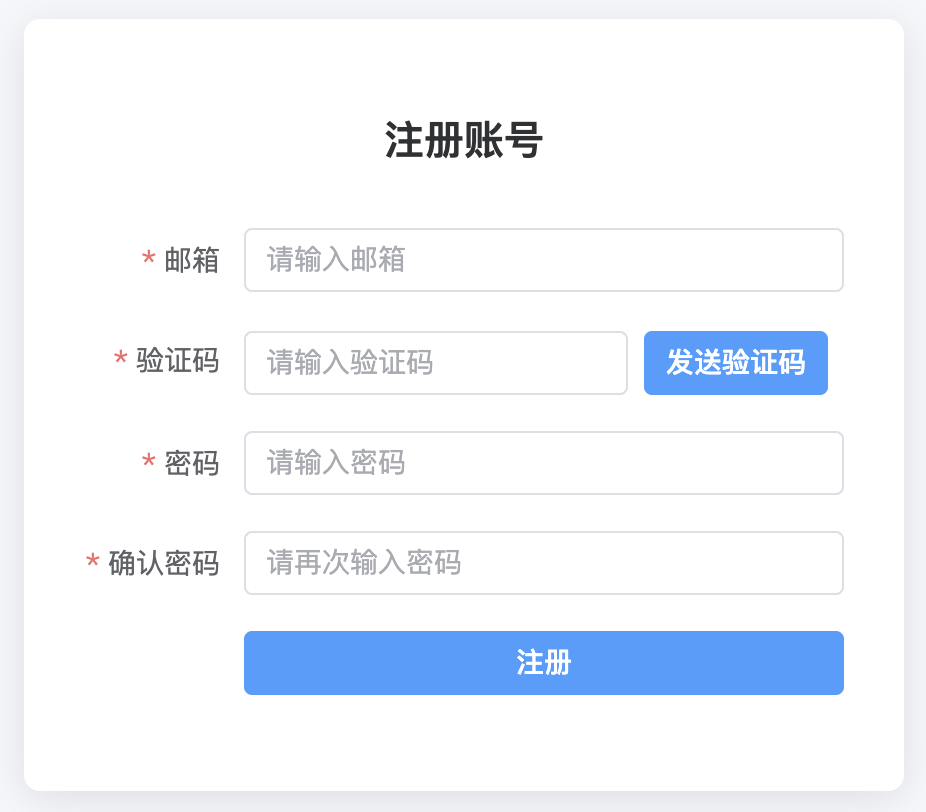 注册账号
* 邮箱 请输入邮箱
* 验证码 请输入验证码 发送验证码
* 密码 请输入密码
* 确认密码 请再次输入密码
注册